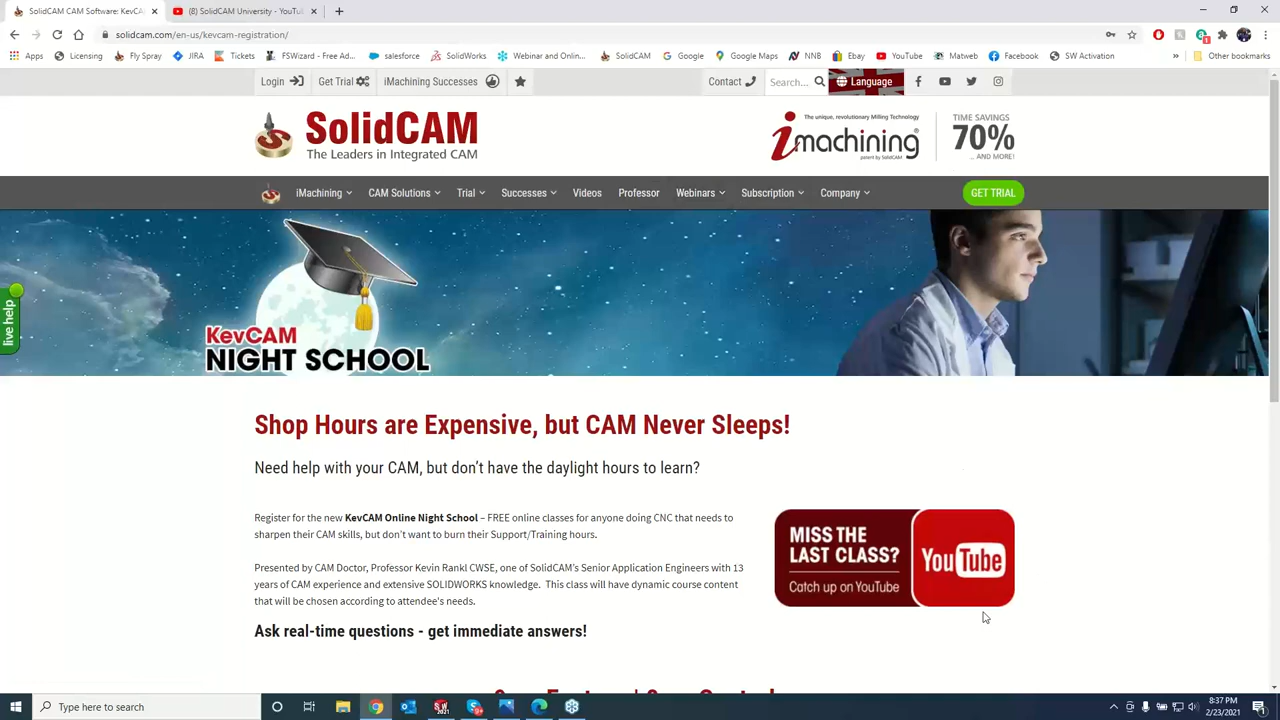 SolidCAM CAM Software: KevCA
(8) SolidCAM University - YouTub
solidcam.com/en-us/kevcam-registration/
Apps Licensing Fly Spray JIRA Tickets FSWizard - Free Ad... salesforce SolidWorks Webinar and Onlin... SolidCAM Google Google Maps NNB Ebay YouTube Matweb Facebook SW Activation » Other bookmarks
Login Get Trial iMachining Successes Contact Search... Language
SolidCAM
The Leaders in Integrated CAM
The unique, revolutionary Milling Technology
imachining®
patent by SolidCAM
TIME SAVINGS
70%
... AND MORE!
iMachining CAM Solutions Trial Successes Videos Professor Webinars Subscription Company GET TRIAL
live help
KevCAM
NIGHT SCHOOL
Shop Hours are Expensive, but CAM Never Sleeps!
Need help with your CAM, but don't have the daylight hours to learn?
Register for the new KevCAM Online Night School – FREE online classes for anyone doing CNC that needs to
sharpen their CAM skills, but don't want to burn their Support/Training hours.
Presented by CAM Doctor, Professor Kevin Rankl CWSE, one of SolidCAM's Senior Application Engineers with 13
years of CAM experience and extensive SOLIDWORKS knowledge. This class will have dynamic course content
that will be chosen according to attendee's needs.
Ask real-time questions - get immediate answers!
MISS THE
LAST CLASS?
Catch up on YouTube
YouTube
Type here to search
8:37 PM
2/23/2021